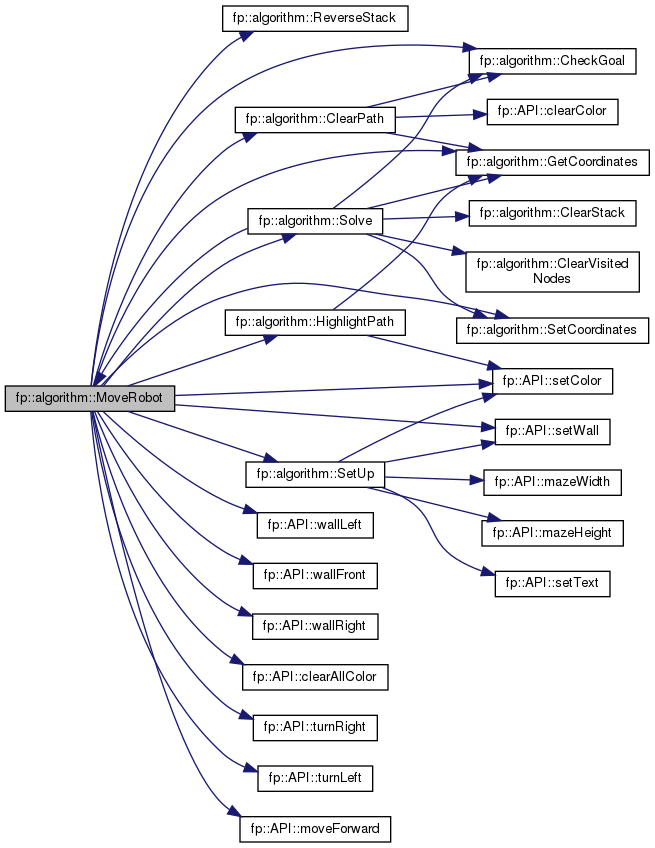 fp::algorithm::ReverseStack
fp::algorithm::CheckGoal
fp::algorithm::ClearPath
fp::API::clearColor
fp::algorithm::GetCoordinates
fp::algorithm::Solve
fp::algorithm::ClearStack
fp::algorithm::ClearVisited
Nodes
fp::algorithm::HighlightPath
fp::algorithm::SetCoordinates
fp::API::setColor
fp::algorithm::MoveRobot
fp::API::setWall
fp::algorithm::SetUp
fp::API::mazeWidth
fp::API::wallLeft
fp::API::mazeHeight
fp::API::wallFront
fp::API::setText
fp::API::wallRight
fp::API::clearAllColor
fp::API::turnRight
fp::API::turnLeft
fp::API::moveForward